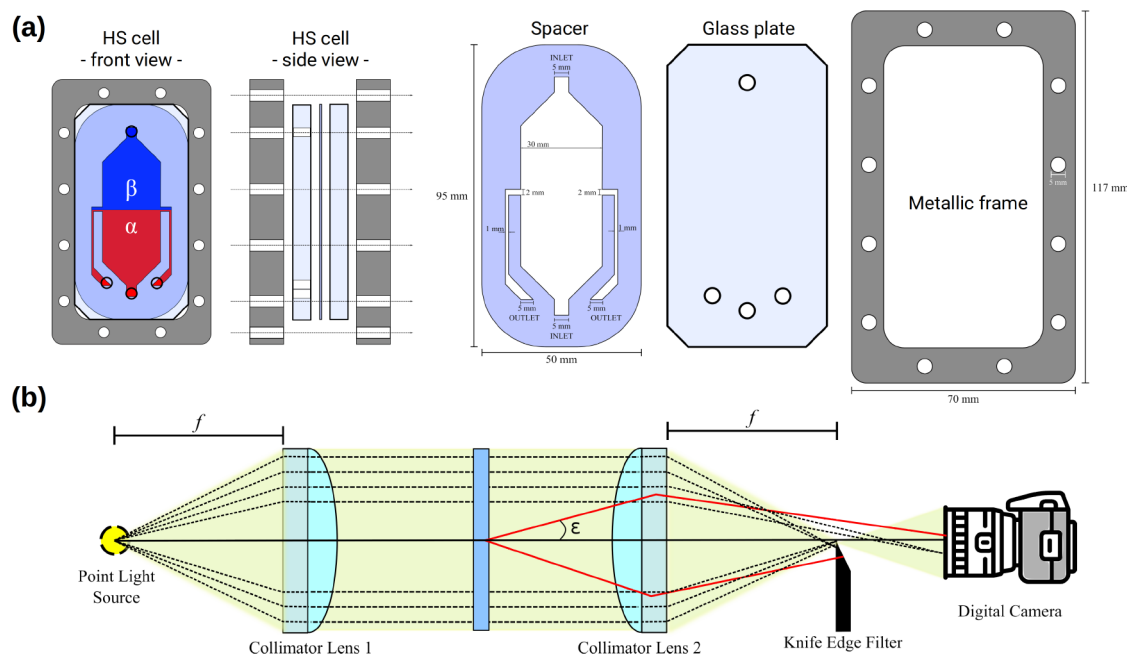 (a)
HS cell
- front view -
HS cell
- side view -
Spacer
Glass plate
INLET
5 mm
30 mm
β
α
2 mm
2 mm
95 mm
1 mm
1 mm
5 mm
OUTLET
5 mm
INLET
5 mm
OUTLET
50 mm
5 mm
Metallic frame
117 mm
70 mm
(b)
f
f
ε
Point Light
Source
Collimator Lens 1
Collimator Lens 2
Knife Edge Filter
Digital Camera